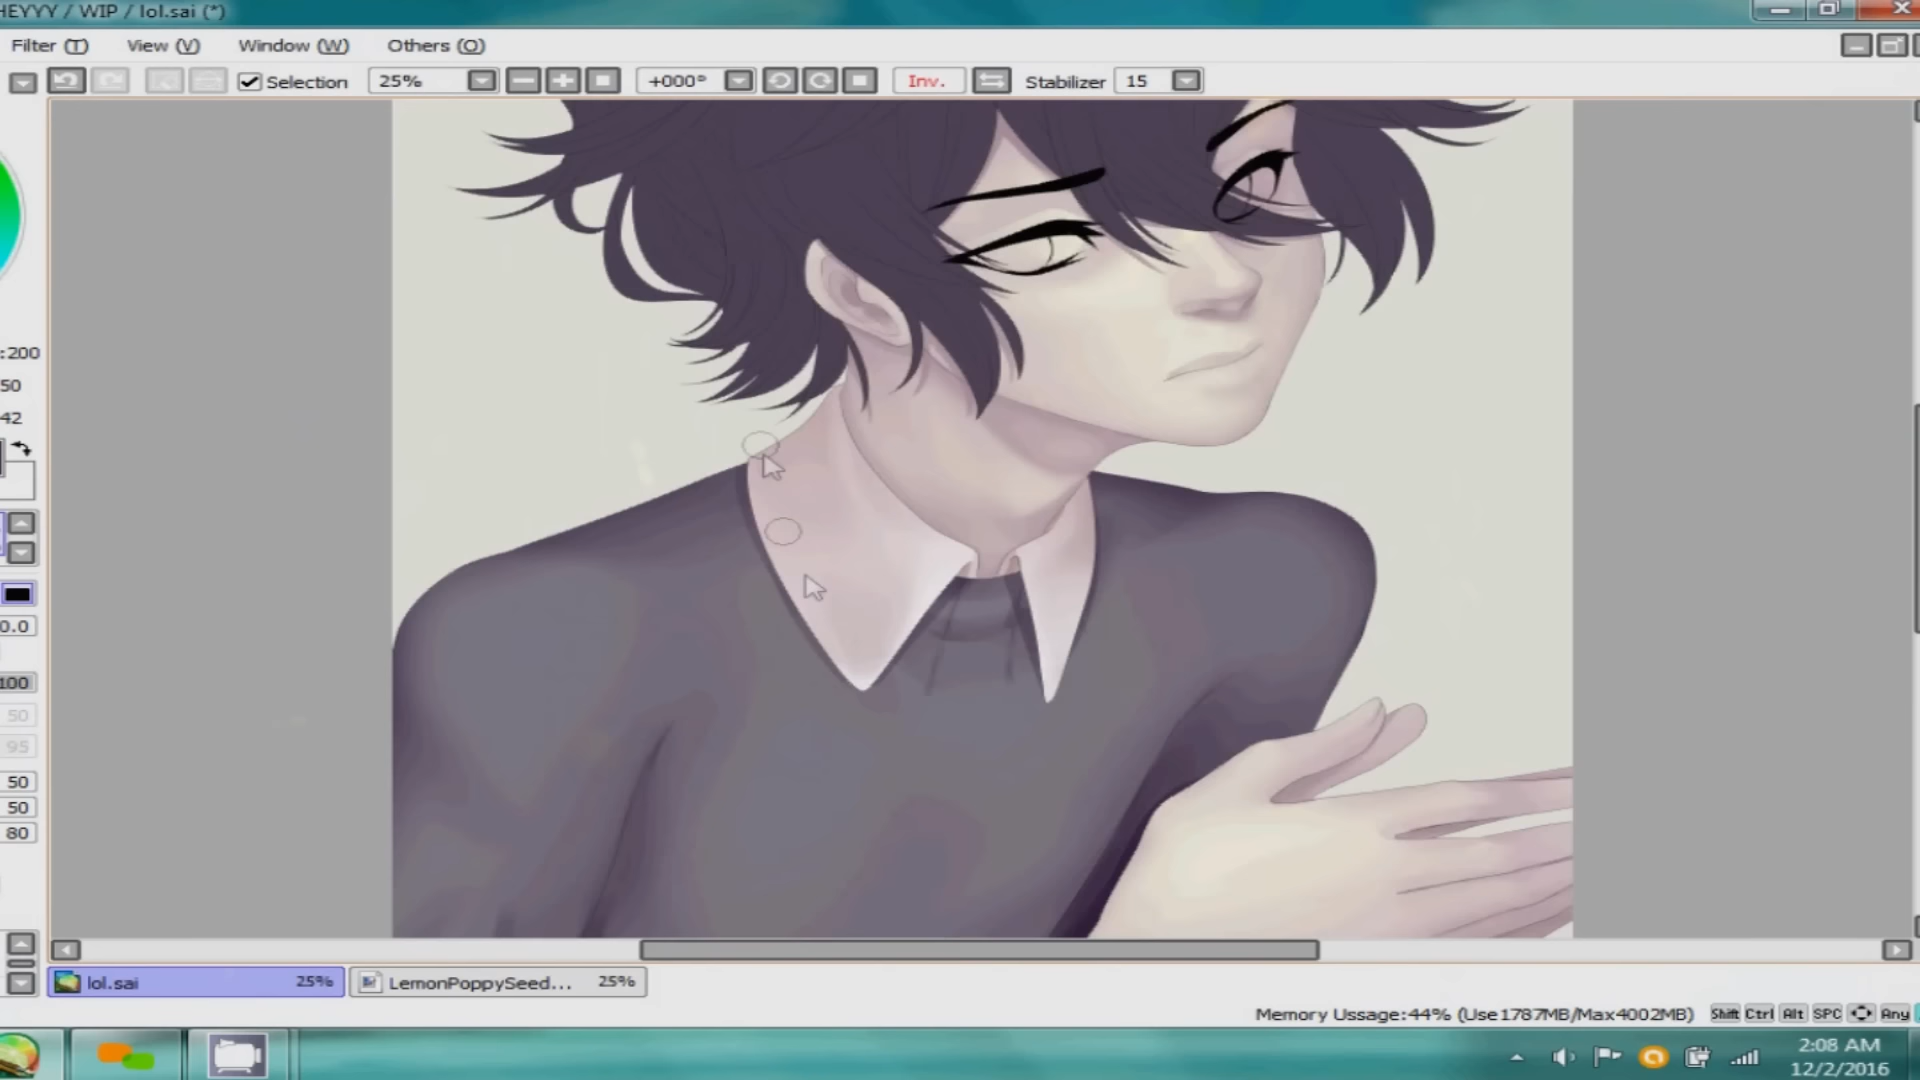 HEYYY / WIP / lol.sai (*)
Filter (T) View (V) Window (W) Others (O)
Selection 25% +000° Inv. Stabilizer 15
:200
50
42
0.0
100
50
95
50
50
80
lol.sai 25% LemonPoppySeed... 25%
Memory Ussage:44% (Use1787MB/Max4002MB) Shift Ctrl Alt SPC Any
2:08 AM
12/2/2016